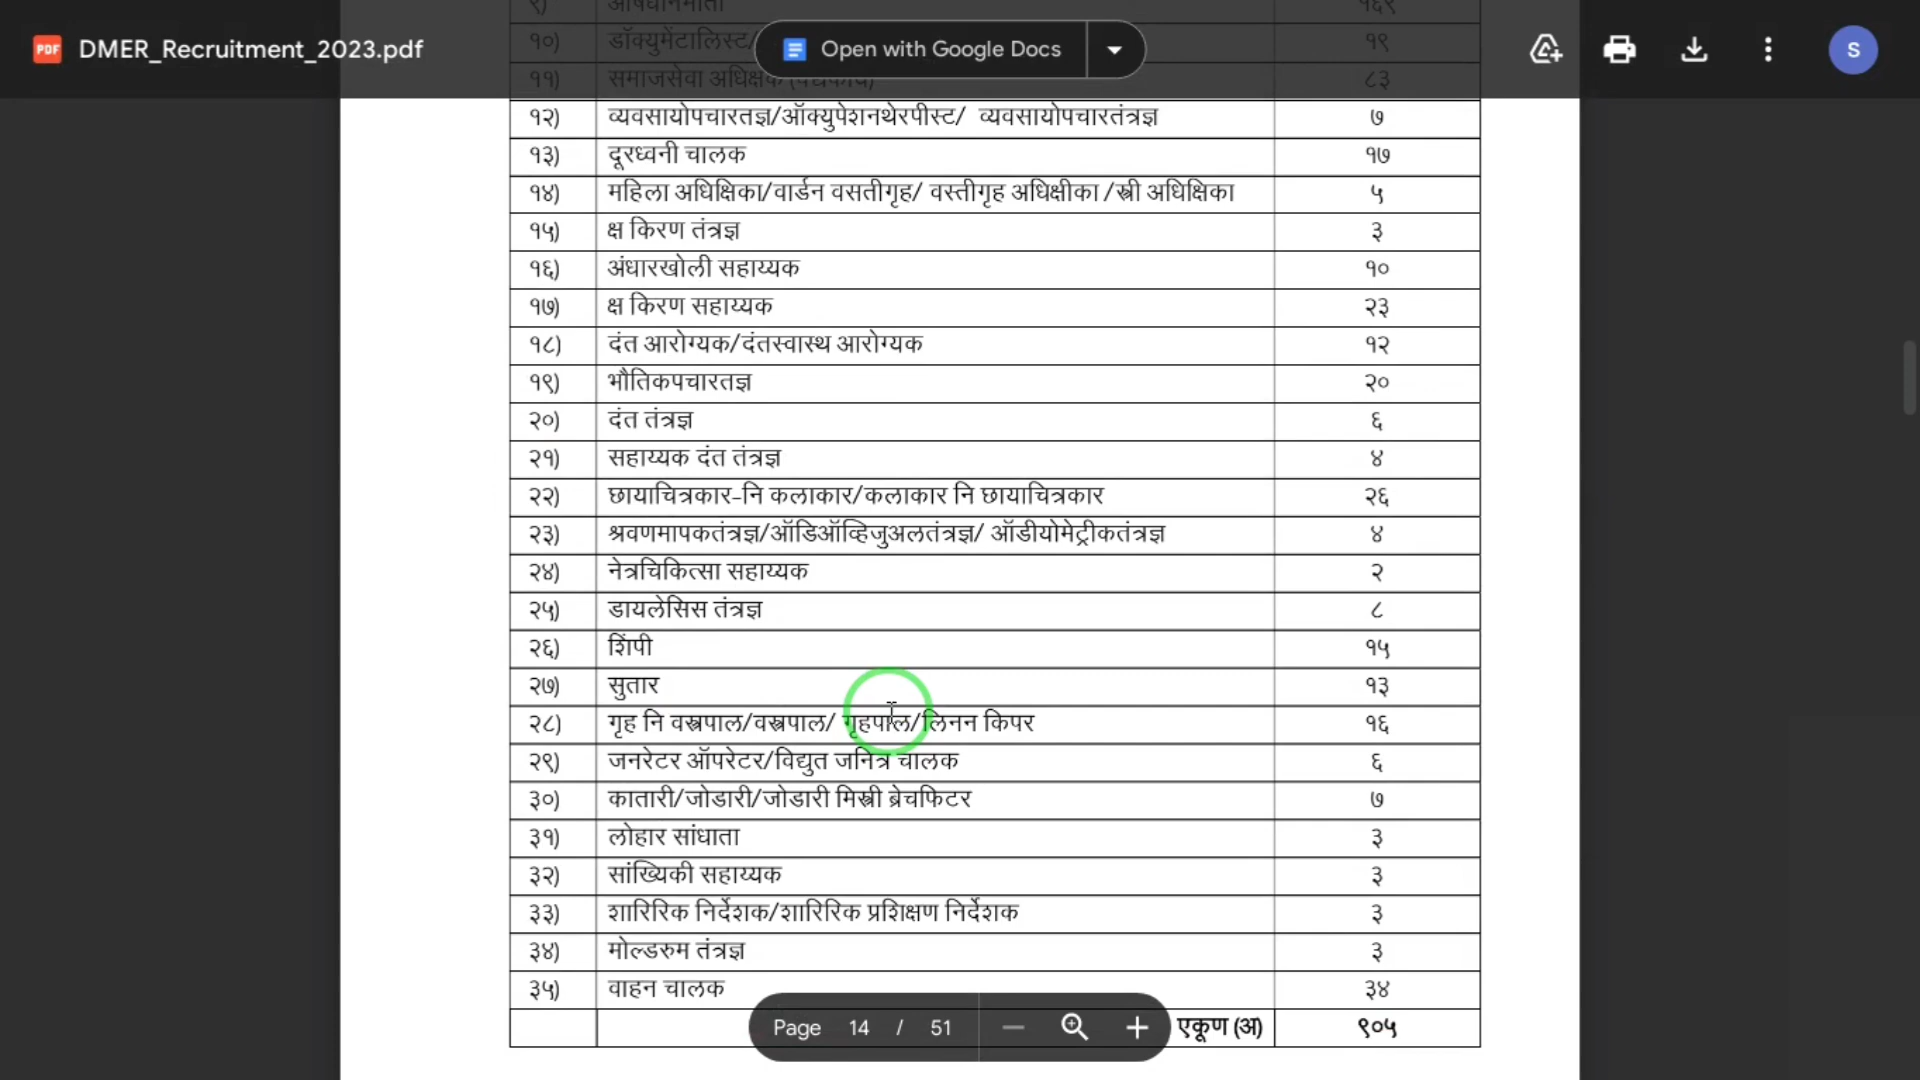 DMER_Recruitment_2023.pdf
Open with Google Docs
S
९) औषधनिर्माता १६९
१०) डॉक्युमेंटालिस्ट/ १९
११) समाजसेवा अधिक्षक ८३
१२) व्यवसायोपचारतज्ञ/ऑक्युपेशनथेरपीस्ट/ व्यवसायोपचारतंत्रज्ञ ७
१३) दूरध्वनी चालक १७
१४) महिला अधिक्षिका/वार्डन वसतीगृह/ वस्तीगृह अधिक्षीका /स्त्री अधिक्षिका ५
१५) क्ष किरण तंत्रज्ञ ३
१६) अंधारखोली सहाय्यक १०
१७) क्ष किरण सहाय्यक २३
१८) दंत आरोग्यक/दंतस्वास्थ आरोग्यक १२
१९) भौतिकपचारतज्ञ २०
२०) दंत तंत्रज्ञ ६
२१) सहाय्यक दंत तंत्रज्ञ ४
२२) छायाचित्रकार-नि कलाकार/कलाकार नि छायाचित्रकार २६
२३) श्रवणमापकतंत्रज्ञ/ऑडिऑव्हिजुअलतंत्रज्ञ/ ऑडीयोमेट्रीकतंत्रज्ञ ४
२४) नेत्रचिकित्सा सहाय्यक २
२५) डायलेसिस तंत्रज्ञ ८
२६) शिंपी १५
२७) सुतार १३
२८) गृह नि वस्त्रपाल/वस्त्रपाल/ गृहपाल/लिनन किपर १६
२९) जनरेटर ऑपरेटर/विद्युत जनित्र चालक ६
३०) कातारी/जोडारी/जोडारी मिस्त्री ब्रेचफिटर ७
३१) लोहार सांधाता ३
३२) सांख्यिकी सहाय्यक ३
३३) शारिरिक निर्देशक/शारिरिक प्रशिक्षण निर्देशक ३
३४) मोल्डरुम तंत्रज्ञ ३
३५) वाहन चालक ३४
एकूण (अ) ९०५
Page 14 / 51